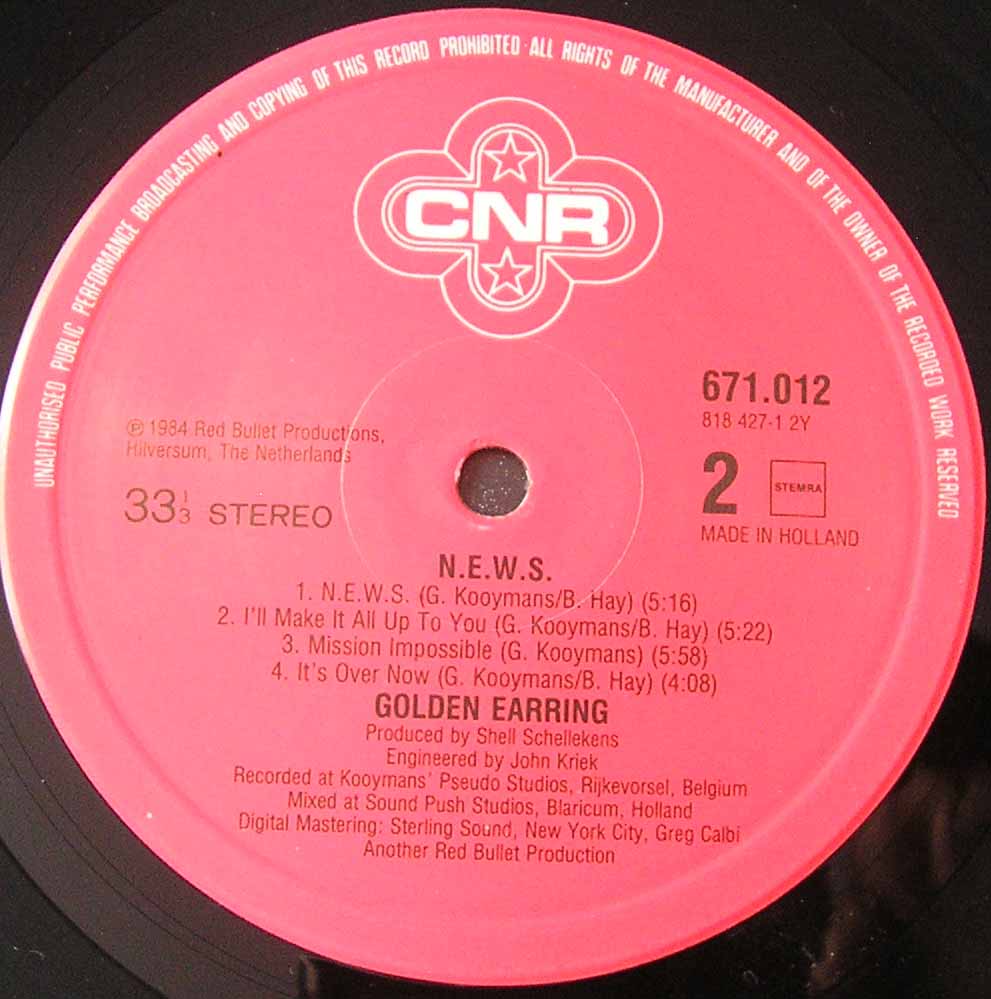 UNAUTHORISED PUBLIC PERFORMANCE BROADCASTING AND COPYING OF THIS RECORD PROHIBITED · ALL RIGHTS OF THE MANUFACTURER AND OF THE OWNER OF THE RECORDED WORK RESERVED
CNR
671.012
818 427-1 2Y
℗ 1984 Red Bullet Productions,
Hilversum, The Netherlands
33⅓ STEREO
2
STEMRA
MADE IN HOLLAND
N.E.W.S.
1. N.E.W.S. (G. Kooymans/B. Hay) (5:16)
2. I'll Make It All Up To You (G. Kooymans/B. Hay) (5:22)
3. Mission Impossible (G. Kooymans) (5:58)
4. It's Over Now (G. Kooymans/B. Hay) (4:08)
GOLDEN EARRING
Produced by Shell Schellekens
Engineered by John Kriek
Recorded at Kooymans' Pseudo Studios, Rijkevorsel, Belgium
Mixed at Sound Push Studios, Blaricum, Holland
Digital Mastering: Sterling Sound, New York City, Greg Calbi
Another Red Bullet Production